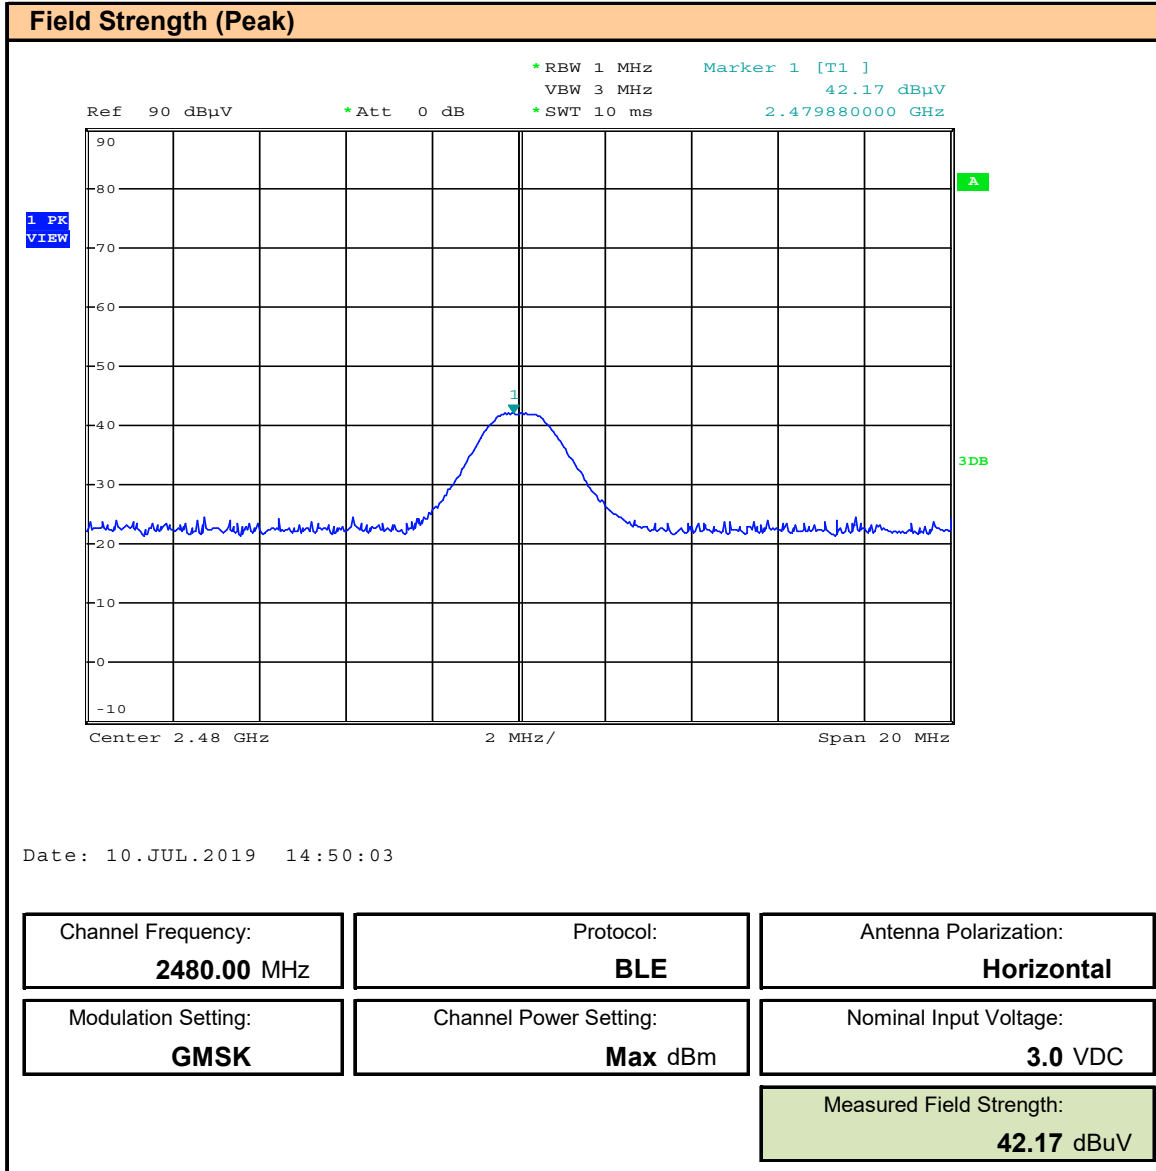 Field Strength (Peak)
*RBW 1 MHz Marker 1 [T1 ]
VBW 3 MHz 42.17 dBµV
Ref 90 dBµV *Att 0 dB *SWT 10 ms 2.479880000 GHz
90
A
80
1 PK
VIEW
70
60
50
1
40
3DB
30
20
10
0
-10
Center 2.48 GHz 2 MHz/ Span 20 MHz
Date: 10.JUL.2019 14:50:03
Channel Frequency: Protocol: Antenna Polarization:
2480.00 MHz BLE Horizontal
Modulation Setting: Channel Power Setting: Nominal Input Voltage:
GMSK Max dBm 3.0 VDC
Measured Field Strength:
42.17 dBuV